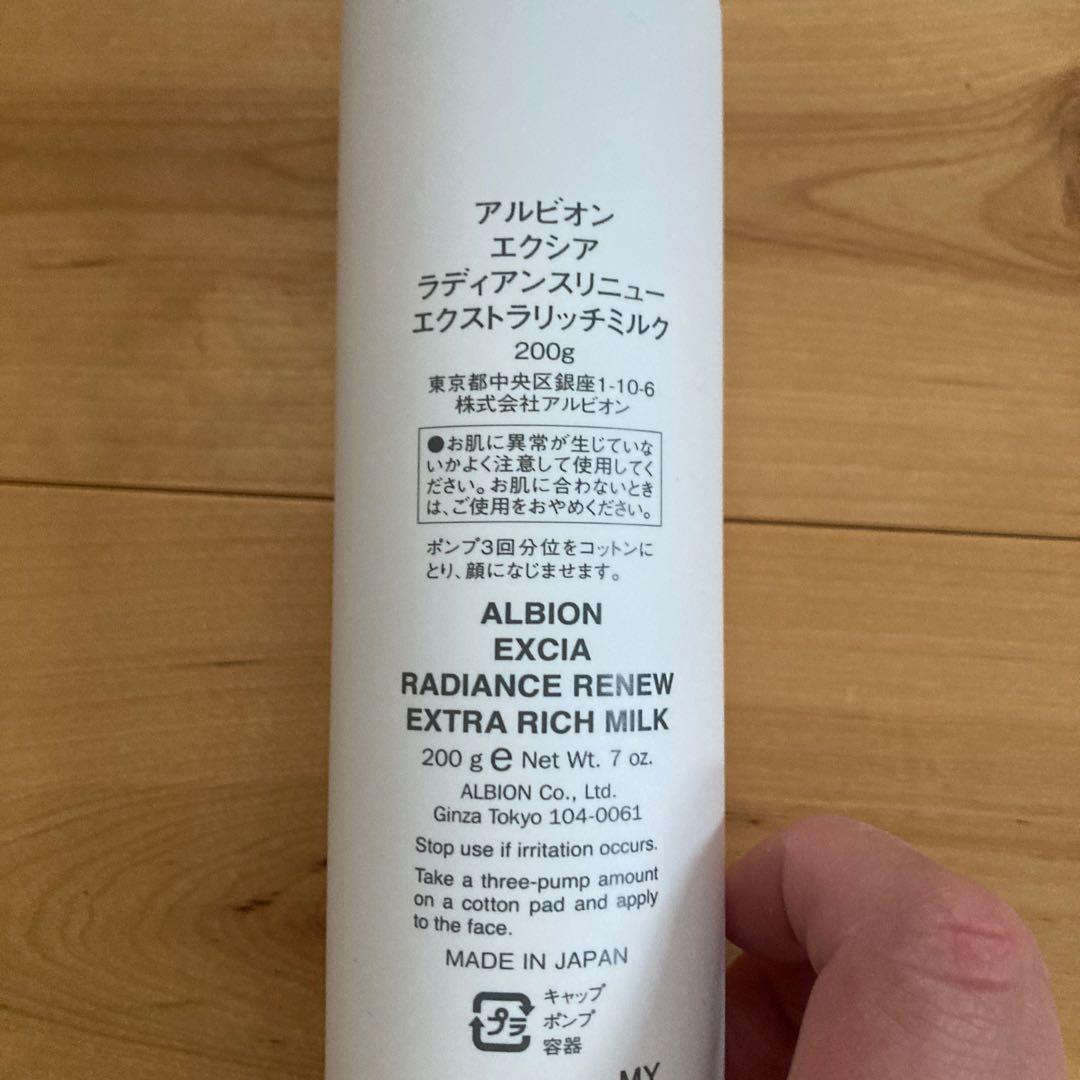 アルビオン
エクシア
ラディアンスリニュー
エクストラリッチミルク
200g
東京都中央区銀座1-10-6
株式会社アルビオン
●お肌に異常が生じていな
いかよく注意して使用してく
ださい。お肌に合わないとき
は、ご使用をおやめください。
ポンプ3回分位をコットンに
とり、顔になじませます。
ALBION
EXCIA
RADIANCE RENEW
EXTRA RICH MILK
200 g e Net Wt. 7 oz.
ALBION Co., Ltd.
Ginza Tokyo 104-0061
Stop use if irritation occurs.
Take a three-pump amount
on a cotton pad and apply
to the face.
MADE IN JAPAN
プラ
キャップ
ポンプ
容器
MY